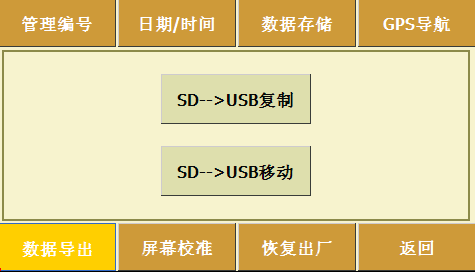 管理编号 日期/时间 数据存储 GPS导航
SD-->USB复制
SD-->USB移动
数据导出 屏幕校准 恢复出厂 返回